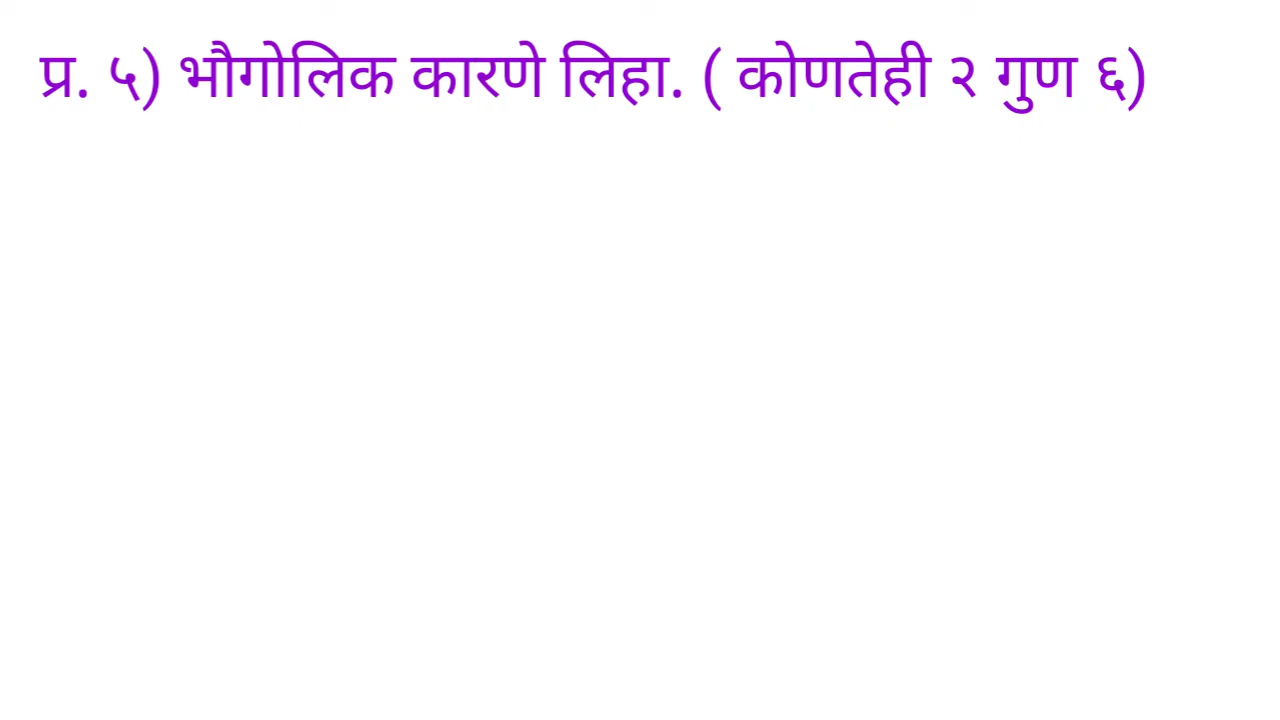 प्र. ५) भौगोलिक कारणे लिहा. ( कोणतेही २ गुण ६)